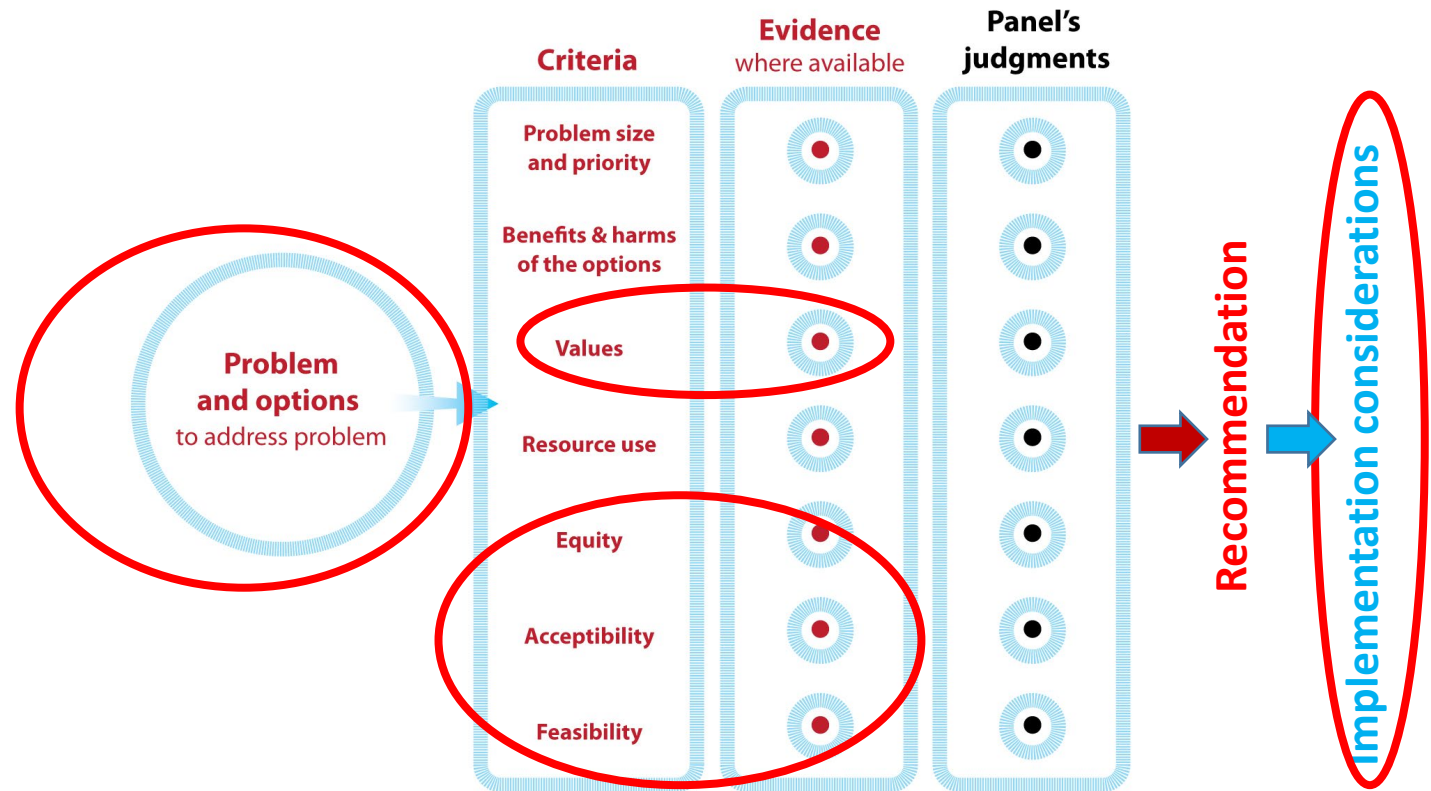 Criteria
Evidence
where available
Panel's
judgments
Problem
and options
to address problem
Problem size
and priority
Benefits & harms
of the options
Values
Resource use
Equity
Acceptibility
Feasibility
Recommendation
Implementation considerations